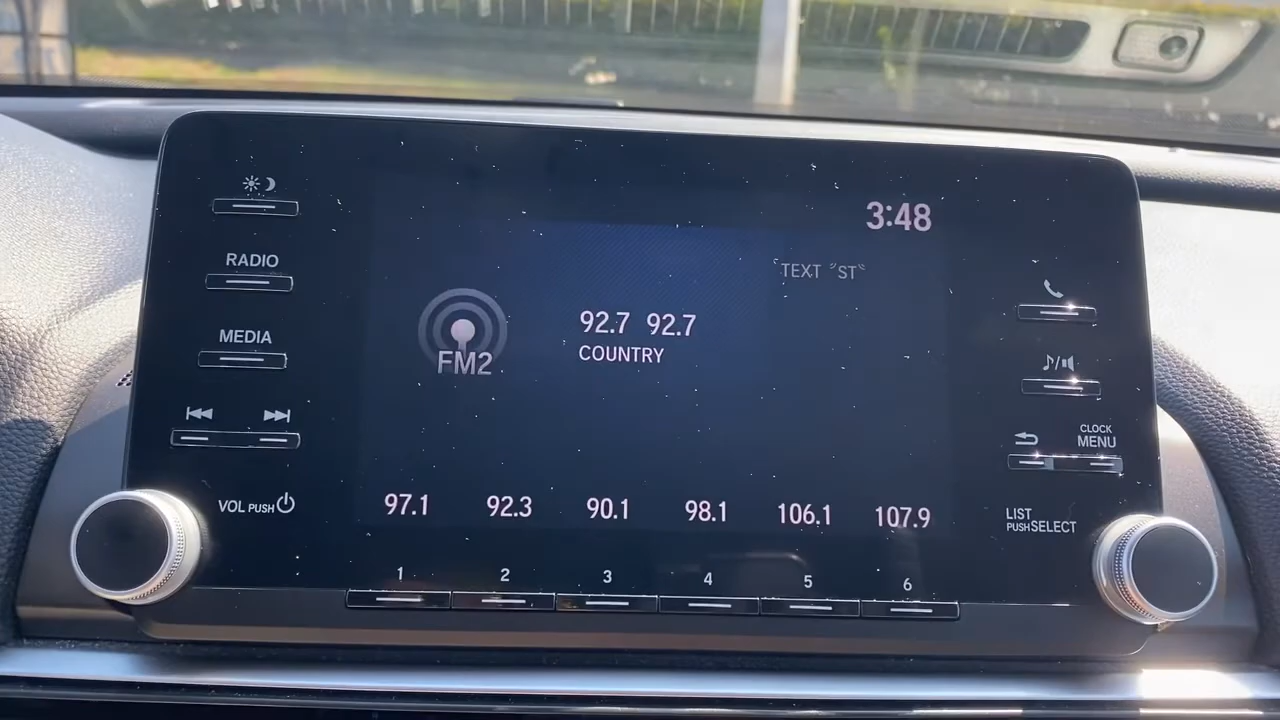 3:48
RADIO
TEXT "ST"
92.7 92.7
FM2
COUNTRY
MEDIA
CLOCK
MENU
97.1 92.3 90.1 98.1 106.1 107.9
VOL PUSH
LIST
PUSH SELECT
1 2 3 4 5 6